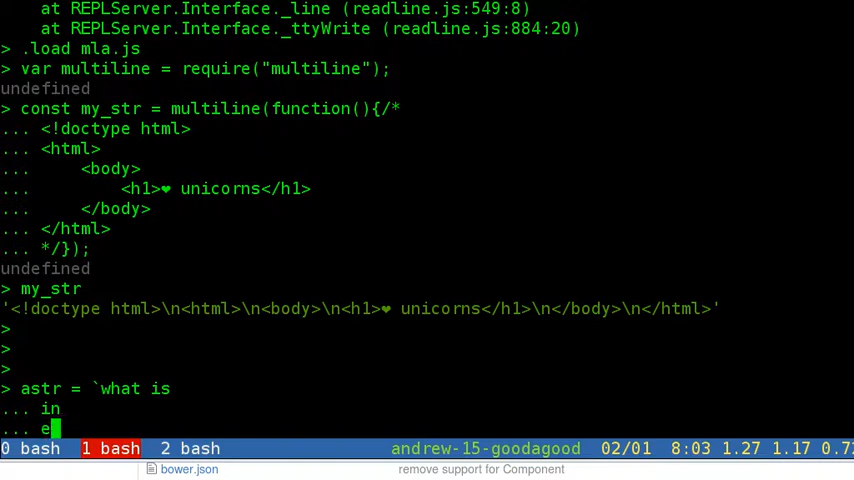 at REPLServer.Interface._line (readline.js:549:8)
    at REPLServer.Interface._ttyWrite (readline.js:884:20)
> .load mla.js
> var multiline = require("multiline");
undefined
> const my_str = multiline(function(){/*
... <!doctype html>
... <html>
...     <body>
...         <h1>❤ unicorns</h1>
...     </body>
... </html>
... */});
undefined
> my_str
'<!doctype html>\n<html>\n<body>\n<h1>❤ unicorns</h1>\n</body>\n</html>'
>
>
>
> astr = `what is
... in
... e
0 bash  1 bash  2 bash andrew-15-goodagood 02/01 8:03 1.27 1.17 0.72
bower.json remove support for Component